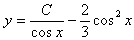 y = C/cos x − 2/3 cos² x